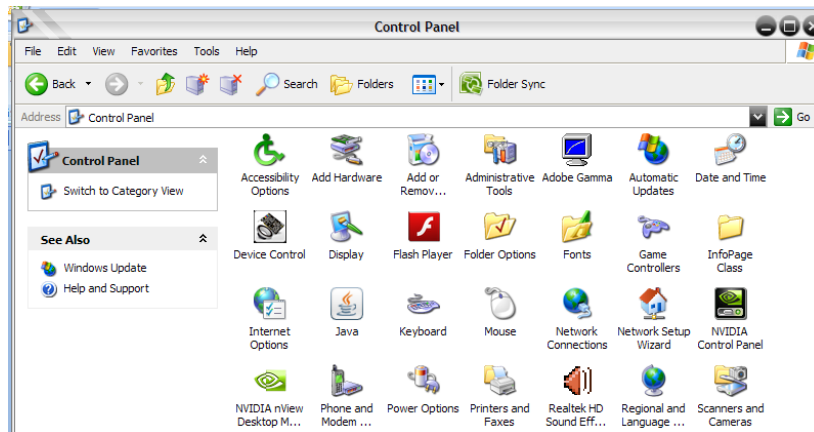 Control Panel
File Edit View Favorites Tools Help
Back Search Folders Folder Sync
Address Control Panel Go
Control Panel
Switch to Category View
See Also
Windows Update
Help and Support
Accessibility Options
Add Hardware
Add or Remov...
Administrative Tools
Adobe Gamma
Automatic Updates
Date and Time
Device Control
Display
Flash Player
Folder Options
Fonts
Game Controllers
InfoPage Class
Internet Options
Java
Keyboard
Mouse
Network Connections
Network Setup Wizard
NVIDIA Control Panel
NVIDIA nView Desktop M...
Phone and Modem ...
Power Options
Printers and Faxes
Realtek HD Sound Eff...
Regional and Language ...
Scanners and Cameras